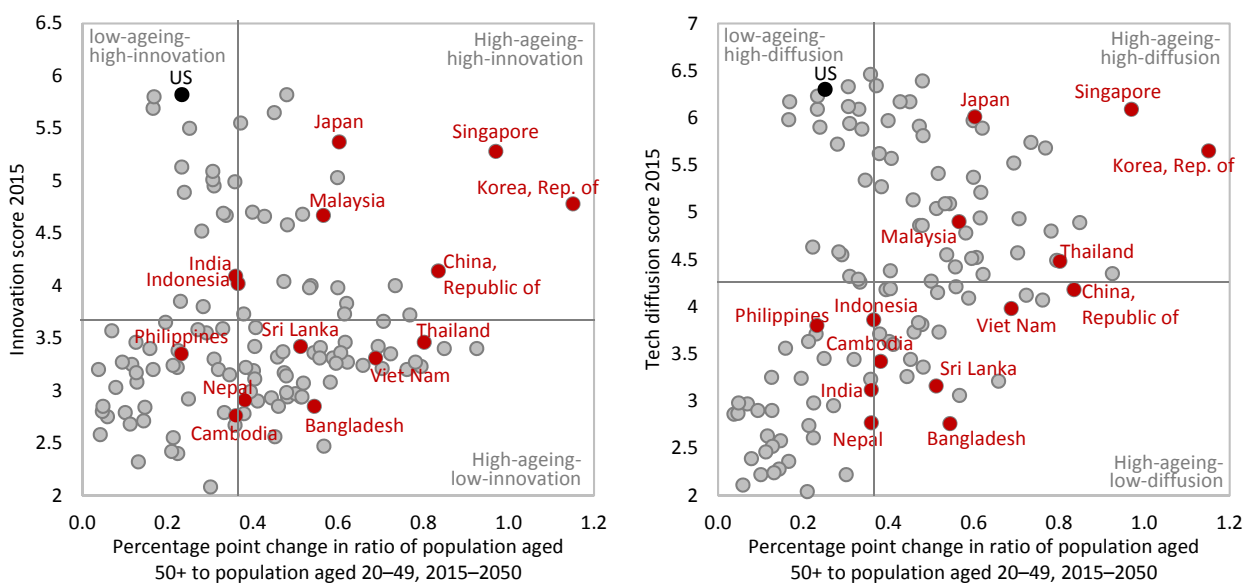 6.5
6
5.5
5
4.5
4
3.5
3
2.5
2
Innovation score 2015
low-ageing-
high-innovation
US
High-ageing-
high-innovation
Japan
Singapore
Korea, Rep. of
Malaysia
India
Indonesia
China,
Republic of
Philippines
Sri Lanka
Thailand
Viet Nam
Nepal
Cambodia
Bangladesh
High-ageing-
low-innovation
0.0 0.2 0.4 0.6 0.8 1.0 1.2
Percentage point change in ratio of population aged
50+ to population aged 20–49, 2015–2050
7
6.5
6
5.5
5
4.5
4
3.5
3
2.5
2
Tech diffusion score 2015
low-ageing-
high-diffusion
US
High-ageing-
high-diffusion
Japan
Singapore
Korea, Rep. of
Malaysia
Thailand
Indonesia
China,
Republic of
Philippines
Viet Nam
Cambodia
Sri Lanka
India
Nepal
Bangladesh
High-ageing-
low-diffusion
0.0 0.2 0.4 0.6 0.8 1.0 1.2
Percentage point change in ratio of population aged
50+ to population aged 20–49, 2015–2050